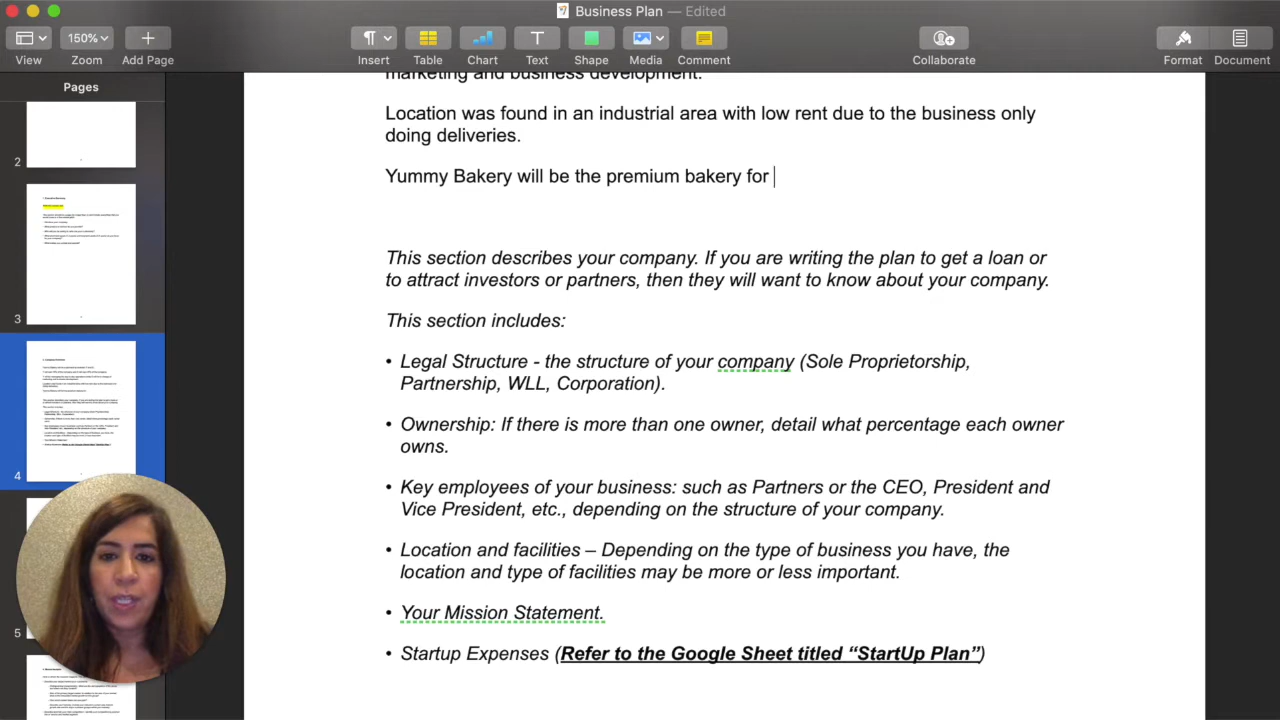 Business Plan — Edited
View
150%
Zoom
Add Page
Insert
Table
Chart
Text
Shape
Media
Comment
Collaborate
Format
Document
Pages
2
3
4
5
marketing and business development.
Location was found in an industrial area with low rent due to the business only
doing deliveries.
Yummy Bakery will be the premium bakery for
This section describes your company. If you are writing the plan to get a loan or
to attract investors or partners, then they will want to know about your company.
This section includes:
• Legal Structure - the structure of your company (Sole Proprietorship,
Partnership, WLL, Corporation).
• Ownership: If there is more than one owner, detail what percentage each owner
owns.
• Key employees of your business: such as Partners or the CEO, President and
Vice President, etc., depending on the structure of your company.
• Location and facilities – Depending on the type of business you have, the
location and type of facilities may be more or less important.
• Your Mission Statement.
• Startup Expenses (Refer to the Google Sheet titled “StartUp Plan”)